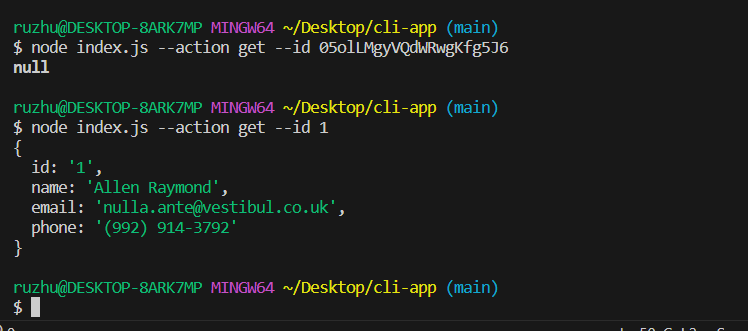 ruzhu@DESKTOP-8ARK7MP MINGW64 ~/Desktop/cli-app (main)
$ node index.js --action get --id 05olLMgyVQdWRwgKfg5J6
null
ruzhu@DESKTOP-8ARK7MP MINGW64 ~/Desktop/cli-app (main)
$ node index.js --action get --id 1
{
  id: '1',
  name: 'Allen Raymond',
  email: 'nulla.ante@vestibul.co.uk',
  phone: '(992) 914-3792'
}
ruzhu@DESKTOP-8ARK7MP MINGW64 ~/Desktop/cli-app (main)
$